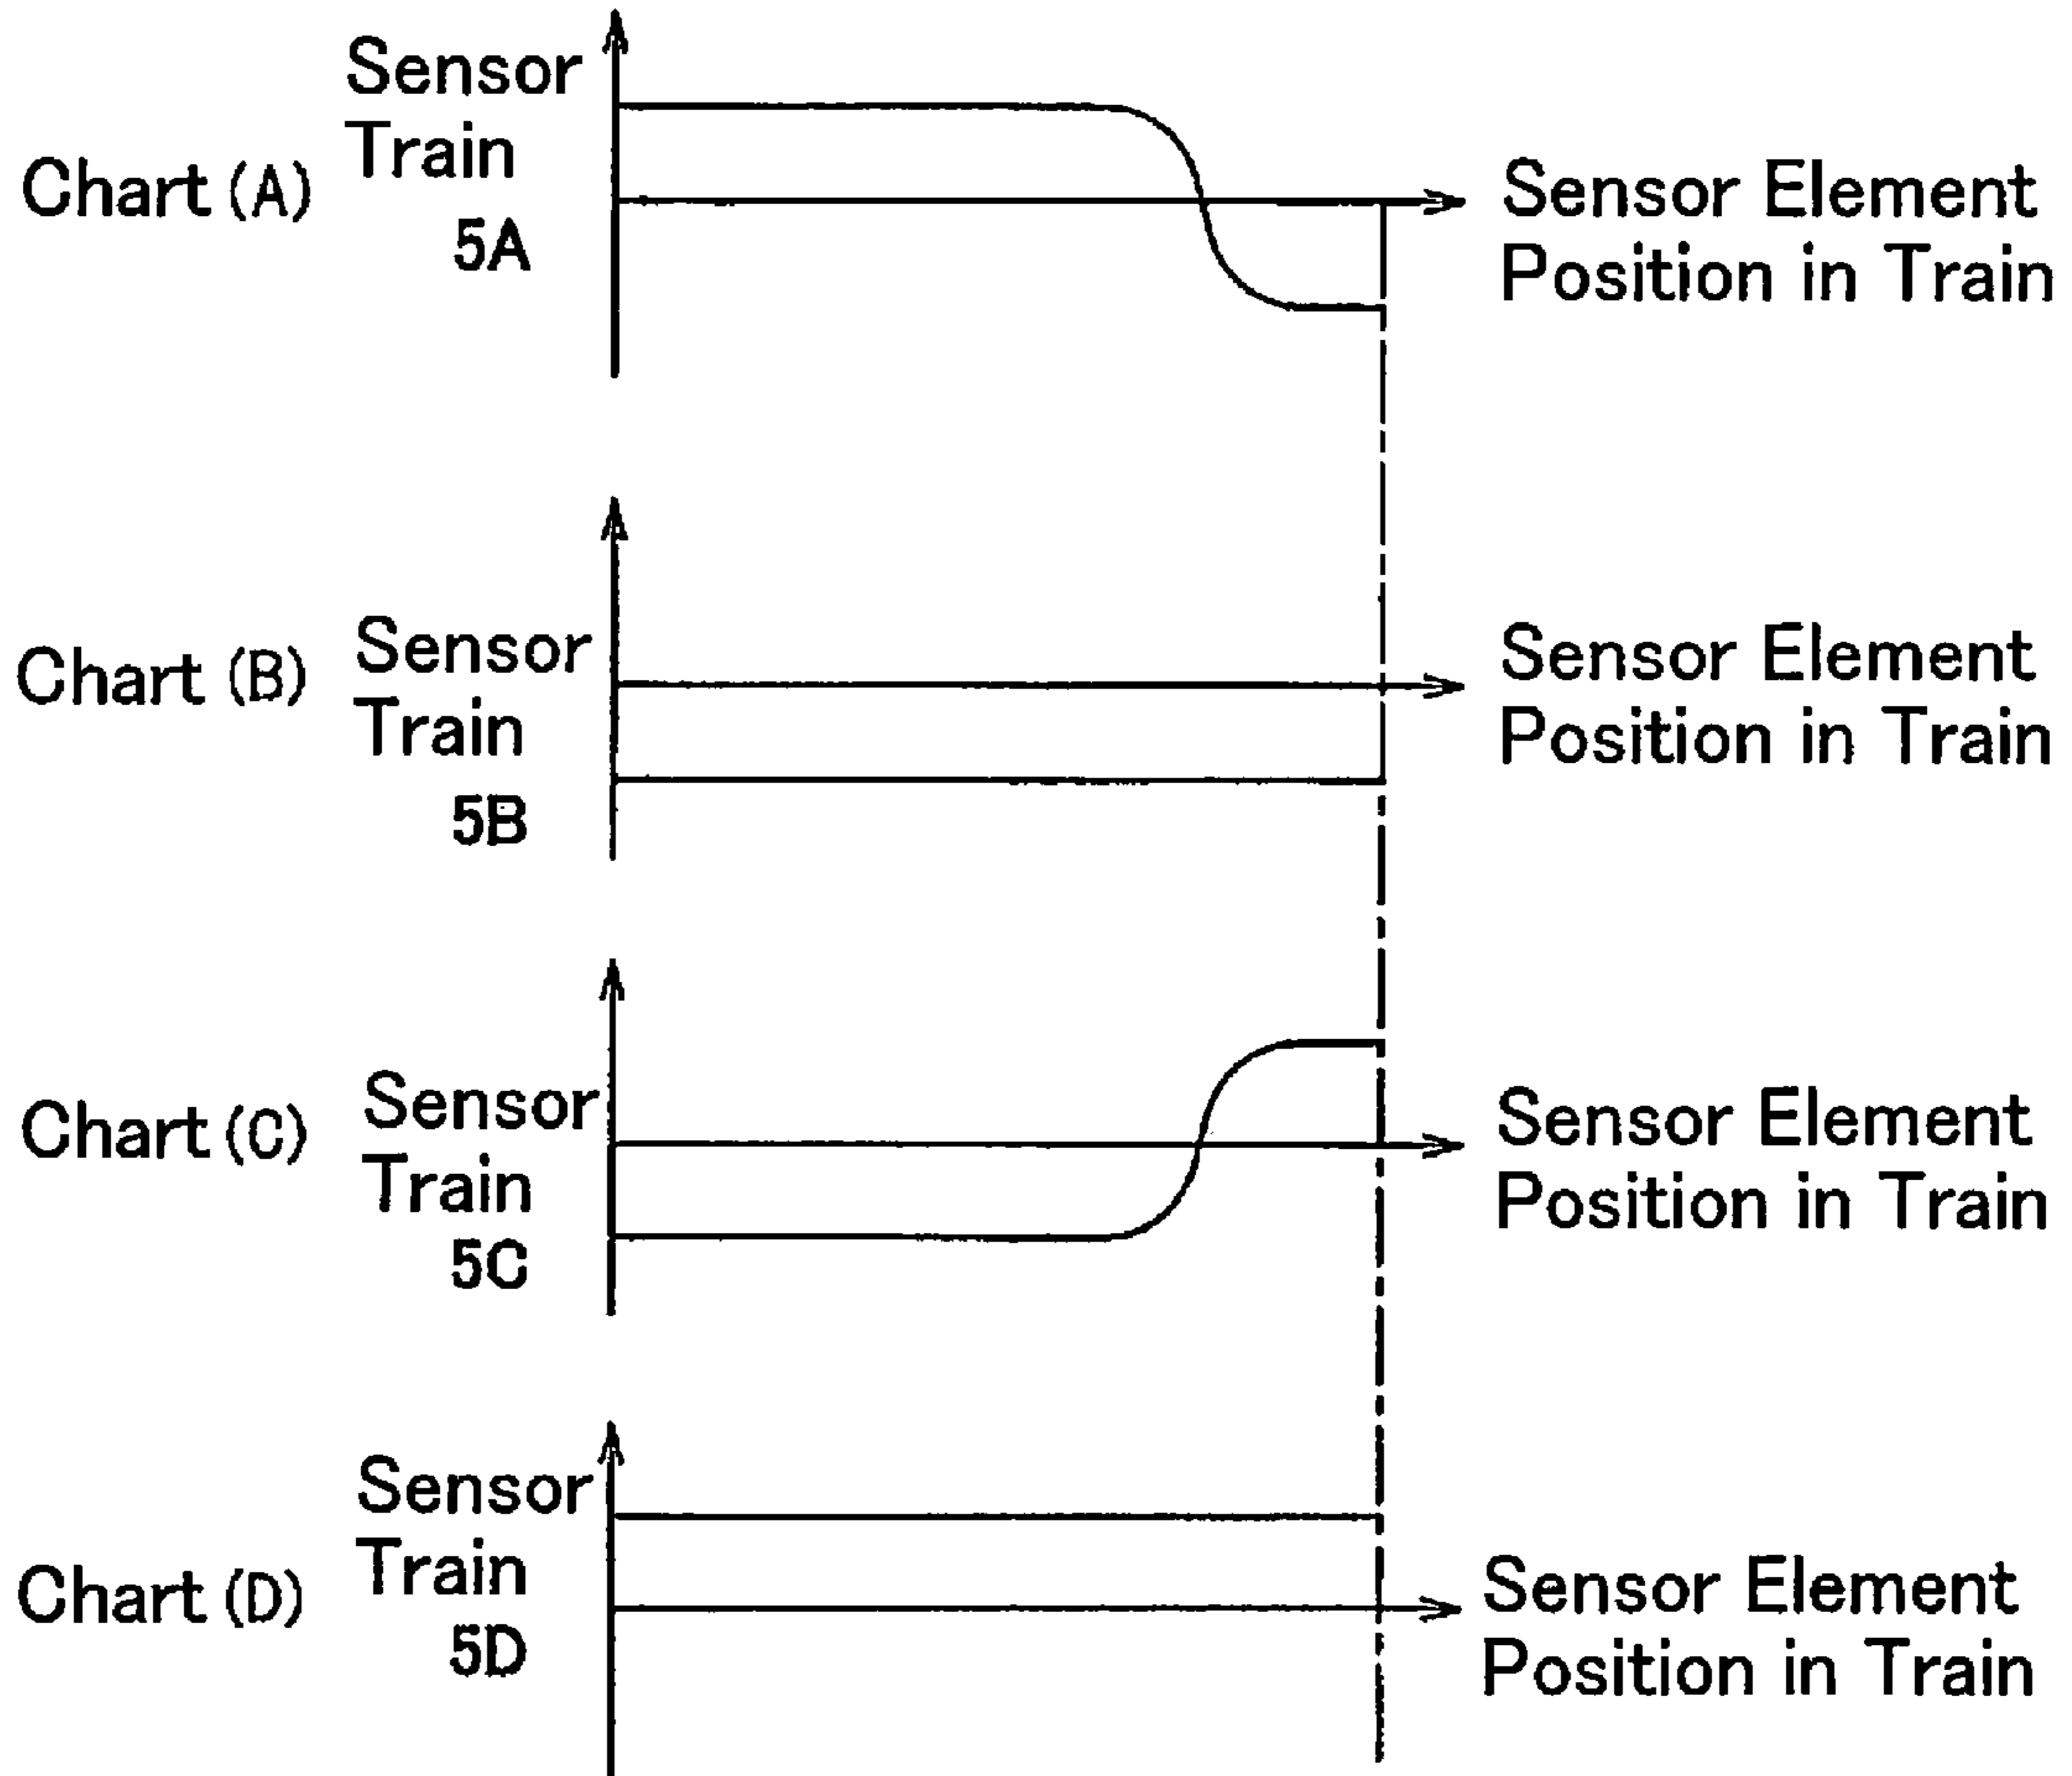 Sensor
Train
Chart (A)
5A
Sensor Element
Position in Train
Sensor
Train
Chart (B)
5B
Sensor Element
Position in Train
Sensor
Train
Chart (C)
5C
Sensor Element
Position in Train
Sensor
Train
Chart (D)
5D
Sensor Element
Position in Train